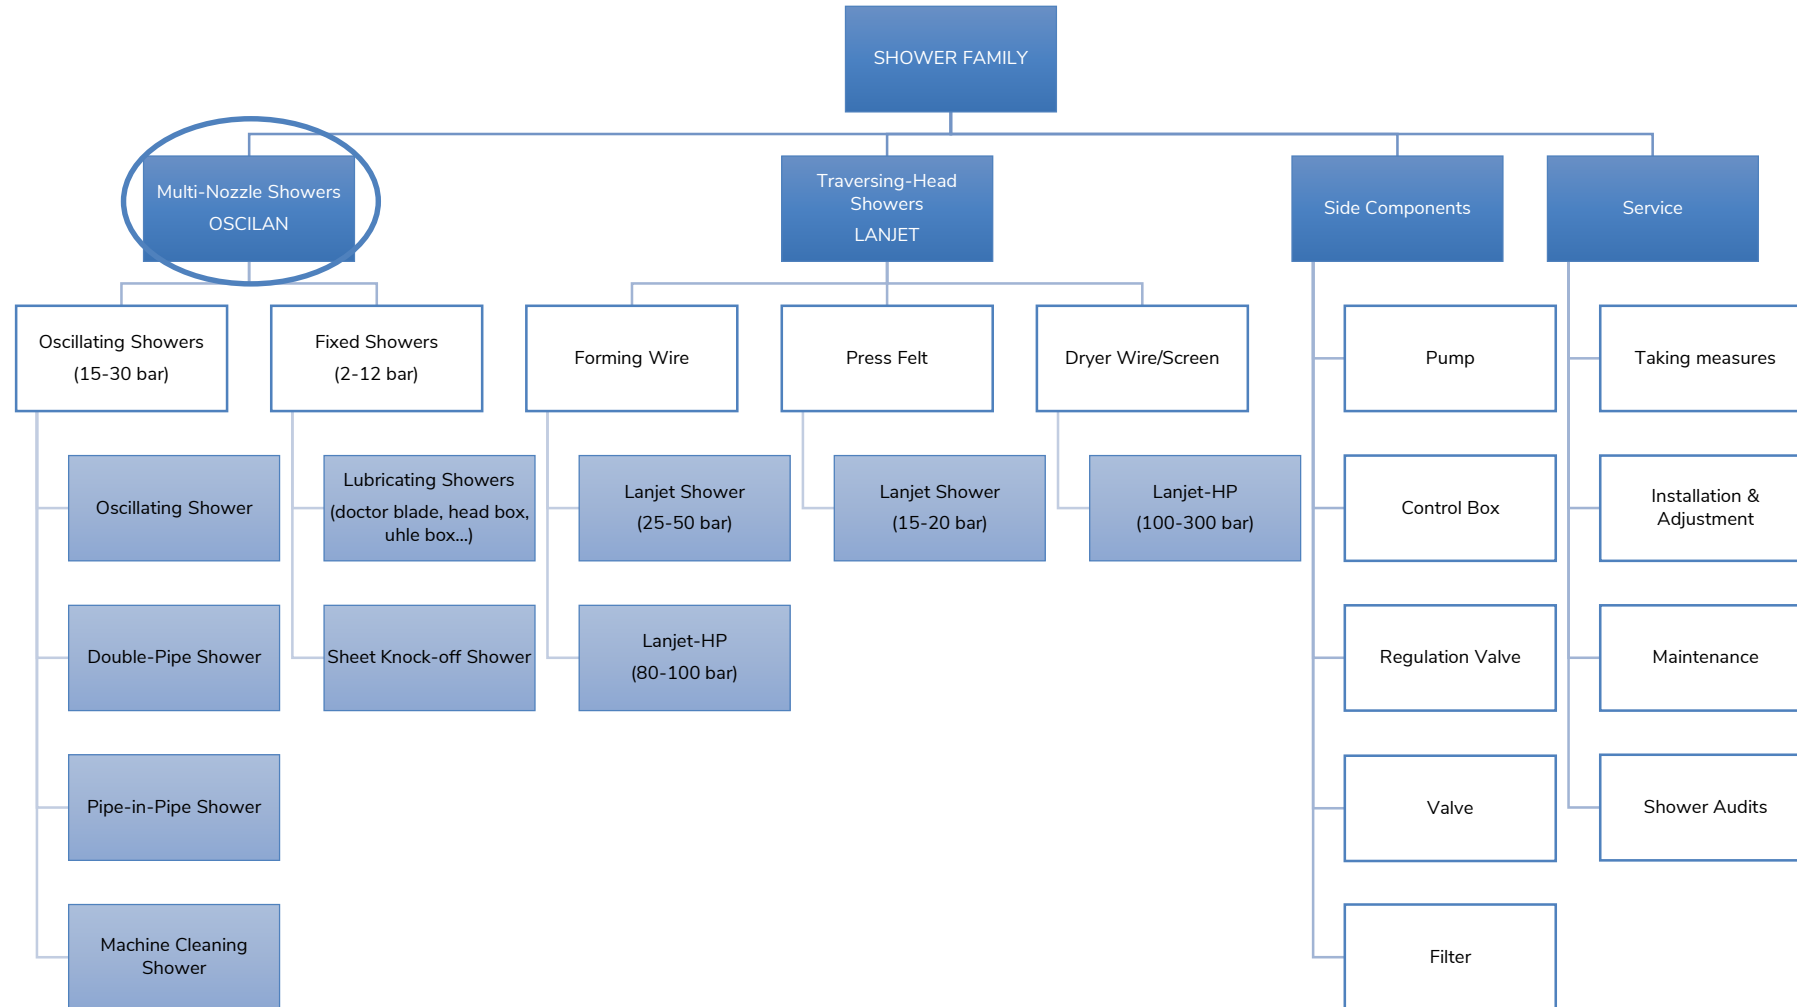 SHOWER FAMILY
Multi-Nozzle Showers
OSCILAN
Traversing-Head
Showers
LANJET
Side Components
Service
Oscillating Showers
(15-30 bar)
Fixed Showers
(2-12 bar)
Forming Wire
Press Felt
Dryer Wire/Screen
Pump
Taking measures
Oscillating Shower
Lubricating Showers
(doctor blade, head box,
uhle box...)
Lanjet Shower
(25-50 bar)
Lanjet Shower
(15-20 bar)
Lanjet-HP
(100-300 bar)
Control Box
Installation &
Adjustment
Double-Pipe Shower
Sheet Knock-off Shower
Lanjet-HP
(80-100 bar)
Regulation Valve
Maintenance
Pipe-in-Pipe Shower
Valve
Shower Audits
Machine Cleaning
Shower
Filter